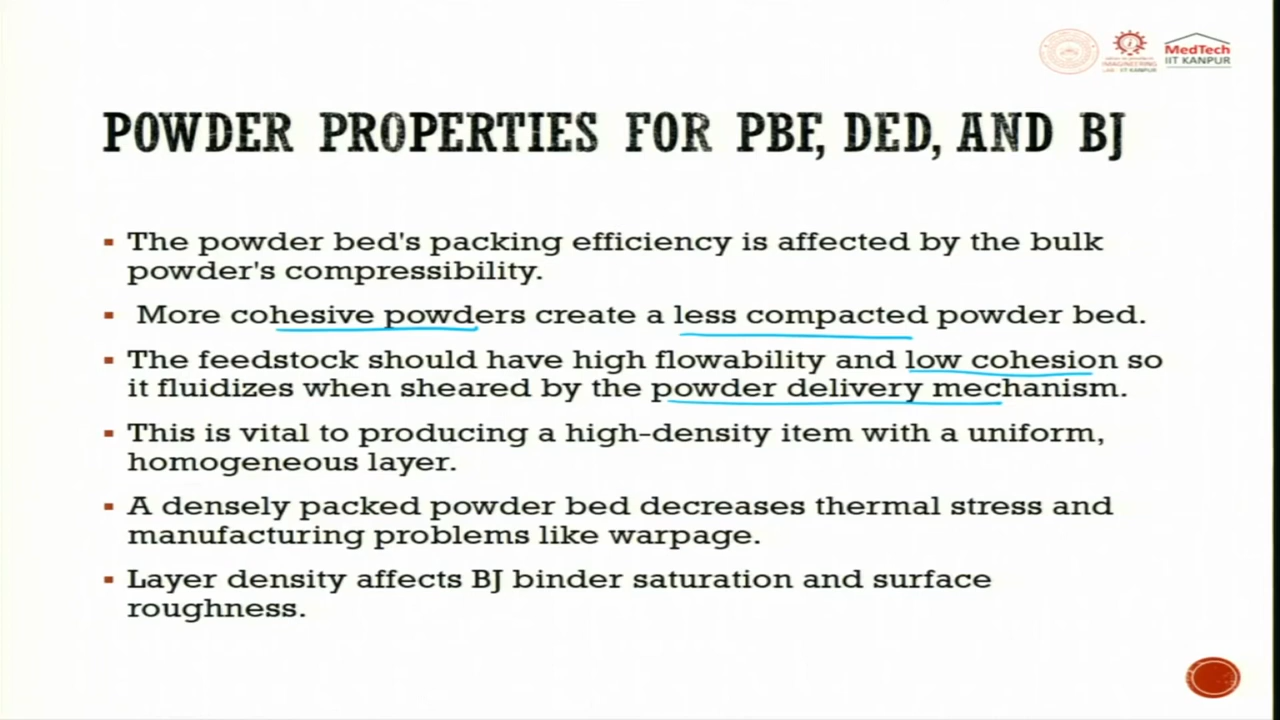 MedTech
IIT KANPUR
POWDER PROPERTIES FOR PBF, DED, AND BJ
The powder bed's packing efficiency is affected by the bulk
powder's compressibility.
More cohesive powders create a less compacted powder bed.
The feedstock should have high flowability and low cohesion so
it fluidizes when sheared by the powder delivery mechanism.
This is vital to producing a high-density item with a uniform,
homogeneous layer.
A densely packed powder bed decreases thermal stress and
manufacturing problems like warpage.
Layer density affects BJ binder saturation and surface
roughness.